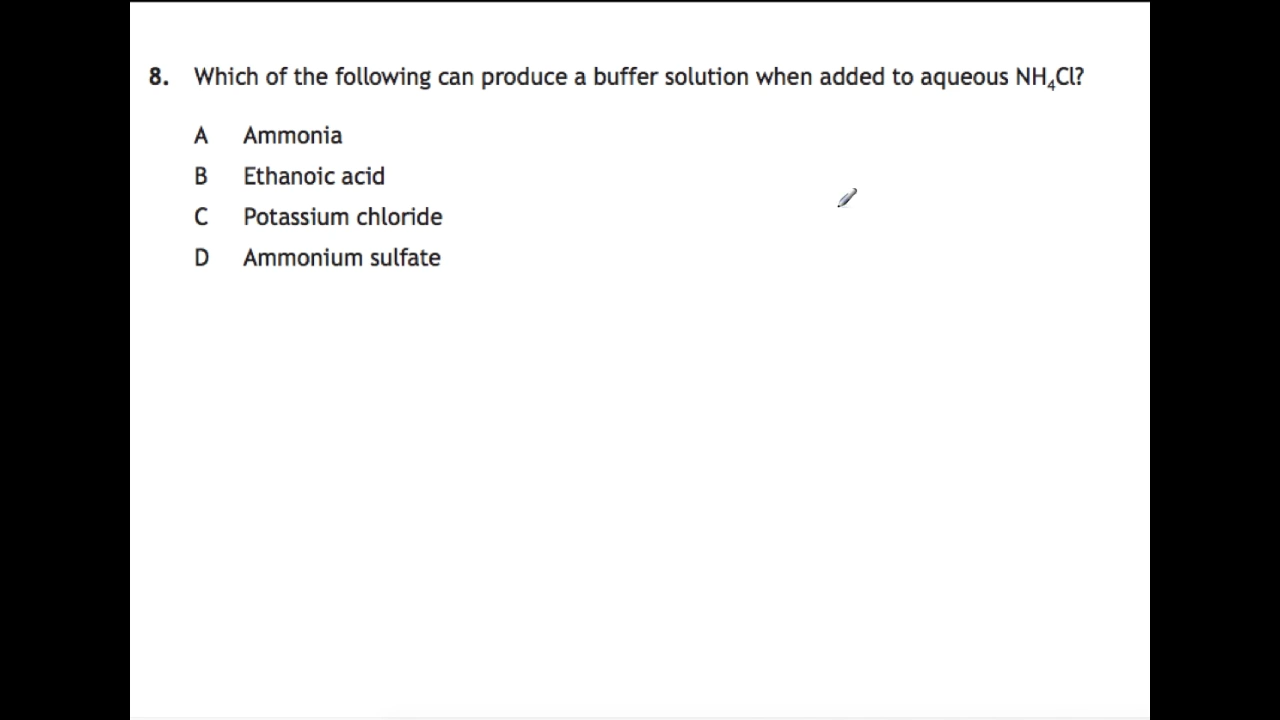 8. Which of the following can produce a buffer solution when added to aqueous NH₄Cl?
A Ammonia
B Ethanoic acid
C Potassium chloride
D Ammonium sulfate